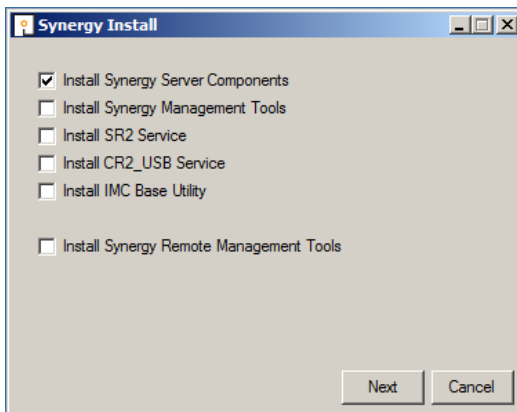 Synergy Install
Install Synergy Server Components
Install Synergy Management Tools
Install SR2 Service
Install CR2_USB Service
Install IMC Base Utility
Install Synergy Remote Management Tools
Next Cancel